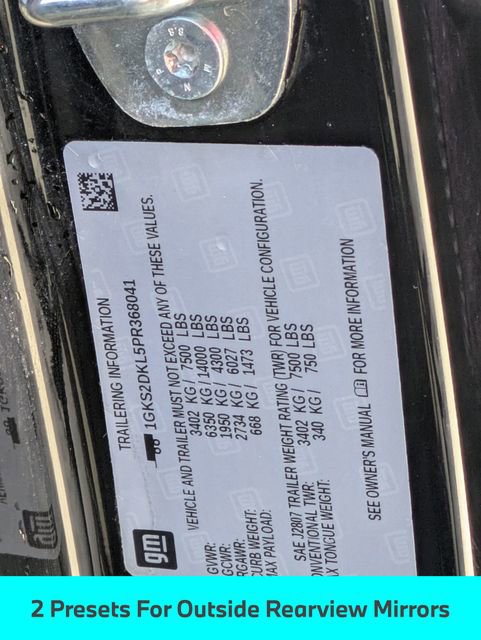 TRAILERING INFORMATION
1GKS2DKL5PR368041
gm
VEHICLE AND TRAILER MUST NOT EXCEED ANY OF THESE VALUES.
GVWR: 3402 KG / 7500 LBS
GCWR: 6350 KG / 14000 LBS
RGAWR: 1950 KG / 4300 LBS
CURB WEIGHT: 2734 KG / 6027 LBS
MAX PAYLOAD: 668 KG / 1473 LBS
SAE J2807 TRAILER WEIGHT RATING (TWR) FOR VEHICLE CONFIGURATION.
CONVENTIONAL TWR: 3402 KG / 7500 LBS
AX TONGUE WEIGHT: 340 KG / 750 LBS
SEE OWNER'S MANUAL FOR MORE INFORMATION
2 Presets For Outside Rearview Mirrors